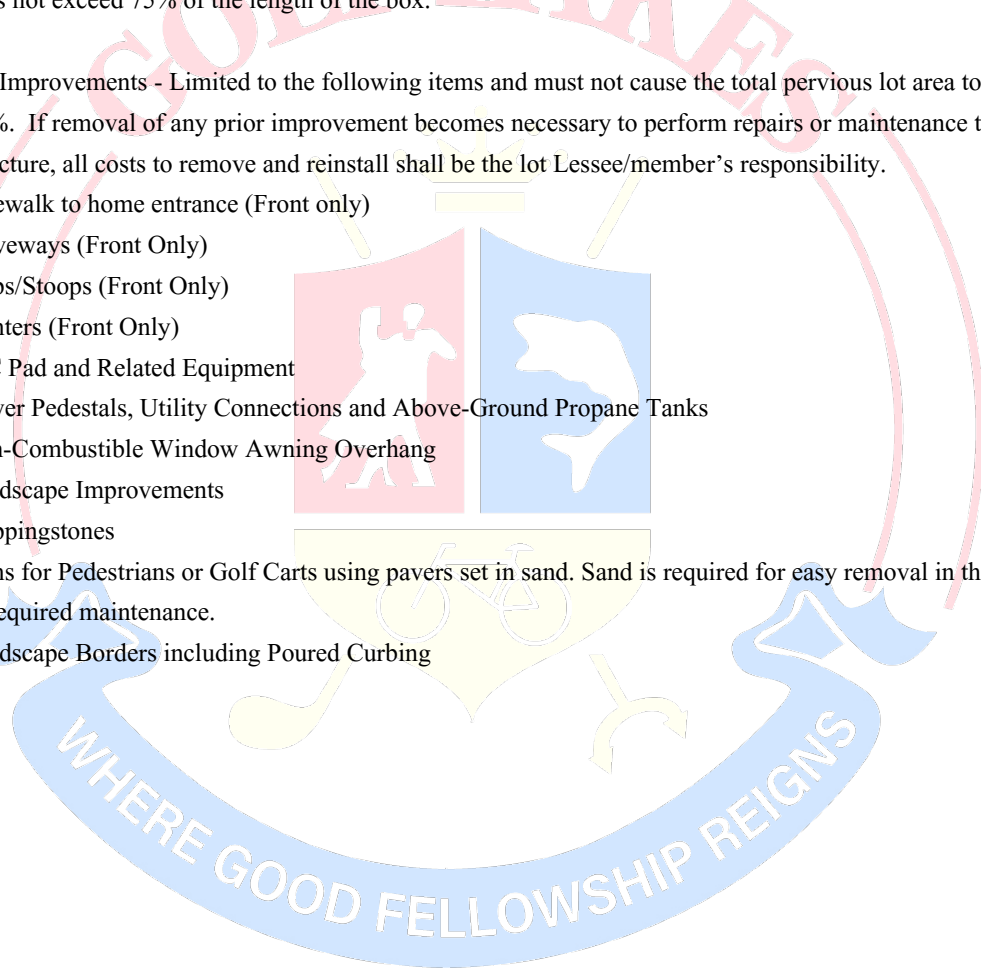 s not exceed 75% of the length of the box.
Improvements - Limited to the following items and must not cause the total pervious lot area to
%. If removal of any prior improvement becomes necessary to perform repairs or maintenance t
cture, all costs to remove and reinstall shall be the lot Lessee/member's responsibility.
ewalk to home entrance (Front only)
veways (Front Only)
ps/Stoops (Front Only)
nters (Front Only)
C Pad and Related Equipment
wer Pedestals, Utility Connections and Above-Ground Propane Tanks
n-Combustible Window Awning Overhang
dscape Improvements
ppingstones
ns for Pedestrians or Golf Carts using pavers set in sand. Sand is required for easy removal in th
equired maintenance.
dscape Borders including Poured Curbing
WHERE GOOD FELLOWSHIP REIGNS